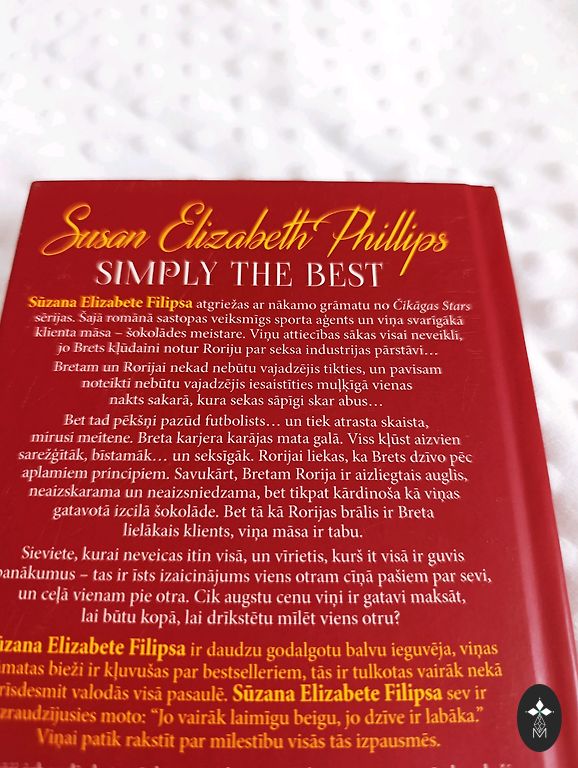 Susan Elizabeth Phillips
SIMPLY THE BEST
Sūzana Elizabete Filipsa atgriežas ar nākamo grāmatu no Čikāgas Stars
sērijas. Šajā romānā sastopas veiksmīgs sporta aģents un viņa svarīgākā
klienta māsa – šokolādes meistare. Viņu attiecības sākas visai neveikli,
jo Brets kļūdaini notur Roriju par seksa industrijas pārstāvi…
Bretam un Rorijai nekad nebūtu vajadzējis tikties, un pavisam
noteikti nebūtu vajadzējis iesaistīties muļķīgā vienas
nakts sakarā, kura sekas sāpīgi skar abus…
Bet tad pēkšņi pazūd futbolists… un tiek atrasta skaista,
mirusi meitene. Breta karjera karājas mata galā. Viss kļūst aizvien
sarežģītāk, bīstamāk… un seksīgāk. Rorijai liekas, ka Brets dzīvo pēc
aplamiem principiem. Savukārt, Bretam Rorija ir aizliegtais auglis,
neaizskarama un neaizsniedzama, bet tikpat kārdinoša kā viņas
gatavotā izcilā šokolāde. Bet tā kā Rorijas brālis ir Breta
lielākais klients, viņa māsa ir tabu.
Sieviete, kurai neveicas itin visā, un vīrietis, kurš it visā ir guvis
panākumus – tas ir īsts izaicinājums viens otram cīņā pašiem par sevi,
un ceļā vienam pie otra. Cik augstu cenu viņi ir gatavi maksāt,
lai būtu kopā, lai drīkstētu mīlēt viens otru?
Sūzana Elizabete Filipsa ir daudzu godalgotu balvu ieguvēja, viņas
bieži ir kļuvušas par bestselleriem, tās ir tulkotas vairāk nekā
valodās visā pasaulē. Sūzana Elizabete Filipsa sev ir
moto: “Jo vairāk laimīgu beigu, jo dzīve ir labāka.”
Viņai patīk rakstīt par mīlestību visās tās izpausmēs.